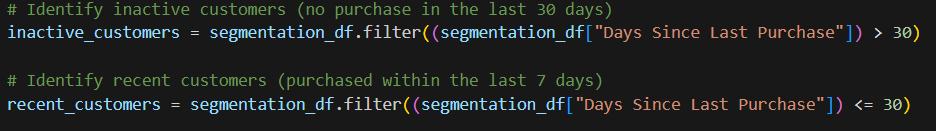 # Identify inactive customers (no purchase in the last 30 days)
inactive_customers = segmentation_df.filter((segmentation_df["Days Since Last Purchase"]) > 30)
# Identify recent customers (purchased within the last 7 days)
recent_customers = segmentation_df.filter((segmentation_df["Days Since Last Purchase"]) <= 30)